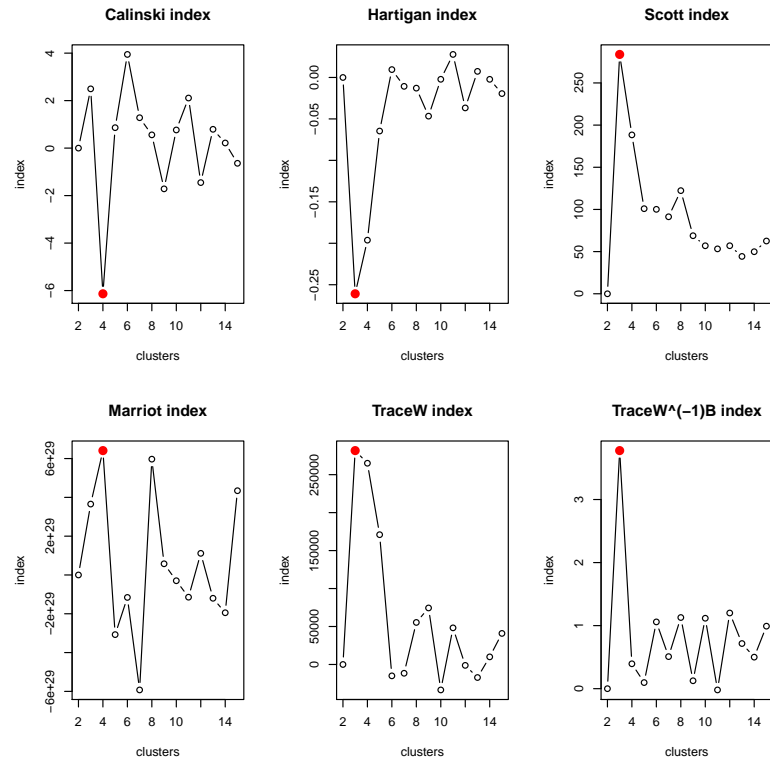 Calinski index
4
2
0
−2
−4
−6
index
2 4 6 8 10 14
clusters
Hartigan index
0.00
−0.05
−0.15
−0.25
index
2 4 6 8 10 14
clusters
Scott index
250
200
150
100
50
0
index
2 4 6 8 10 14
clusters
Marriot index
6e+29
2e+29
−2e+29
−6e+29
index
2 4 6 8 10 14
clusters
TraceW index
250000
150000
50000
0
index
2 4 6 8 10 14
clusters
TraceW^(−1)B index
3
2
1
0
index
2 4 6 8 10 14
clusters